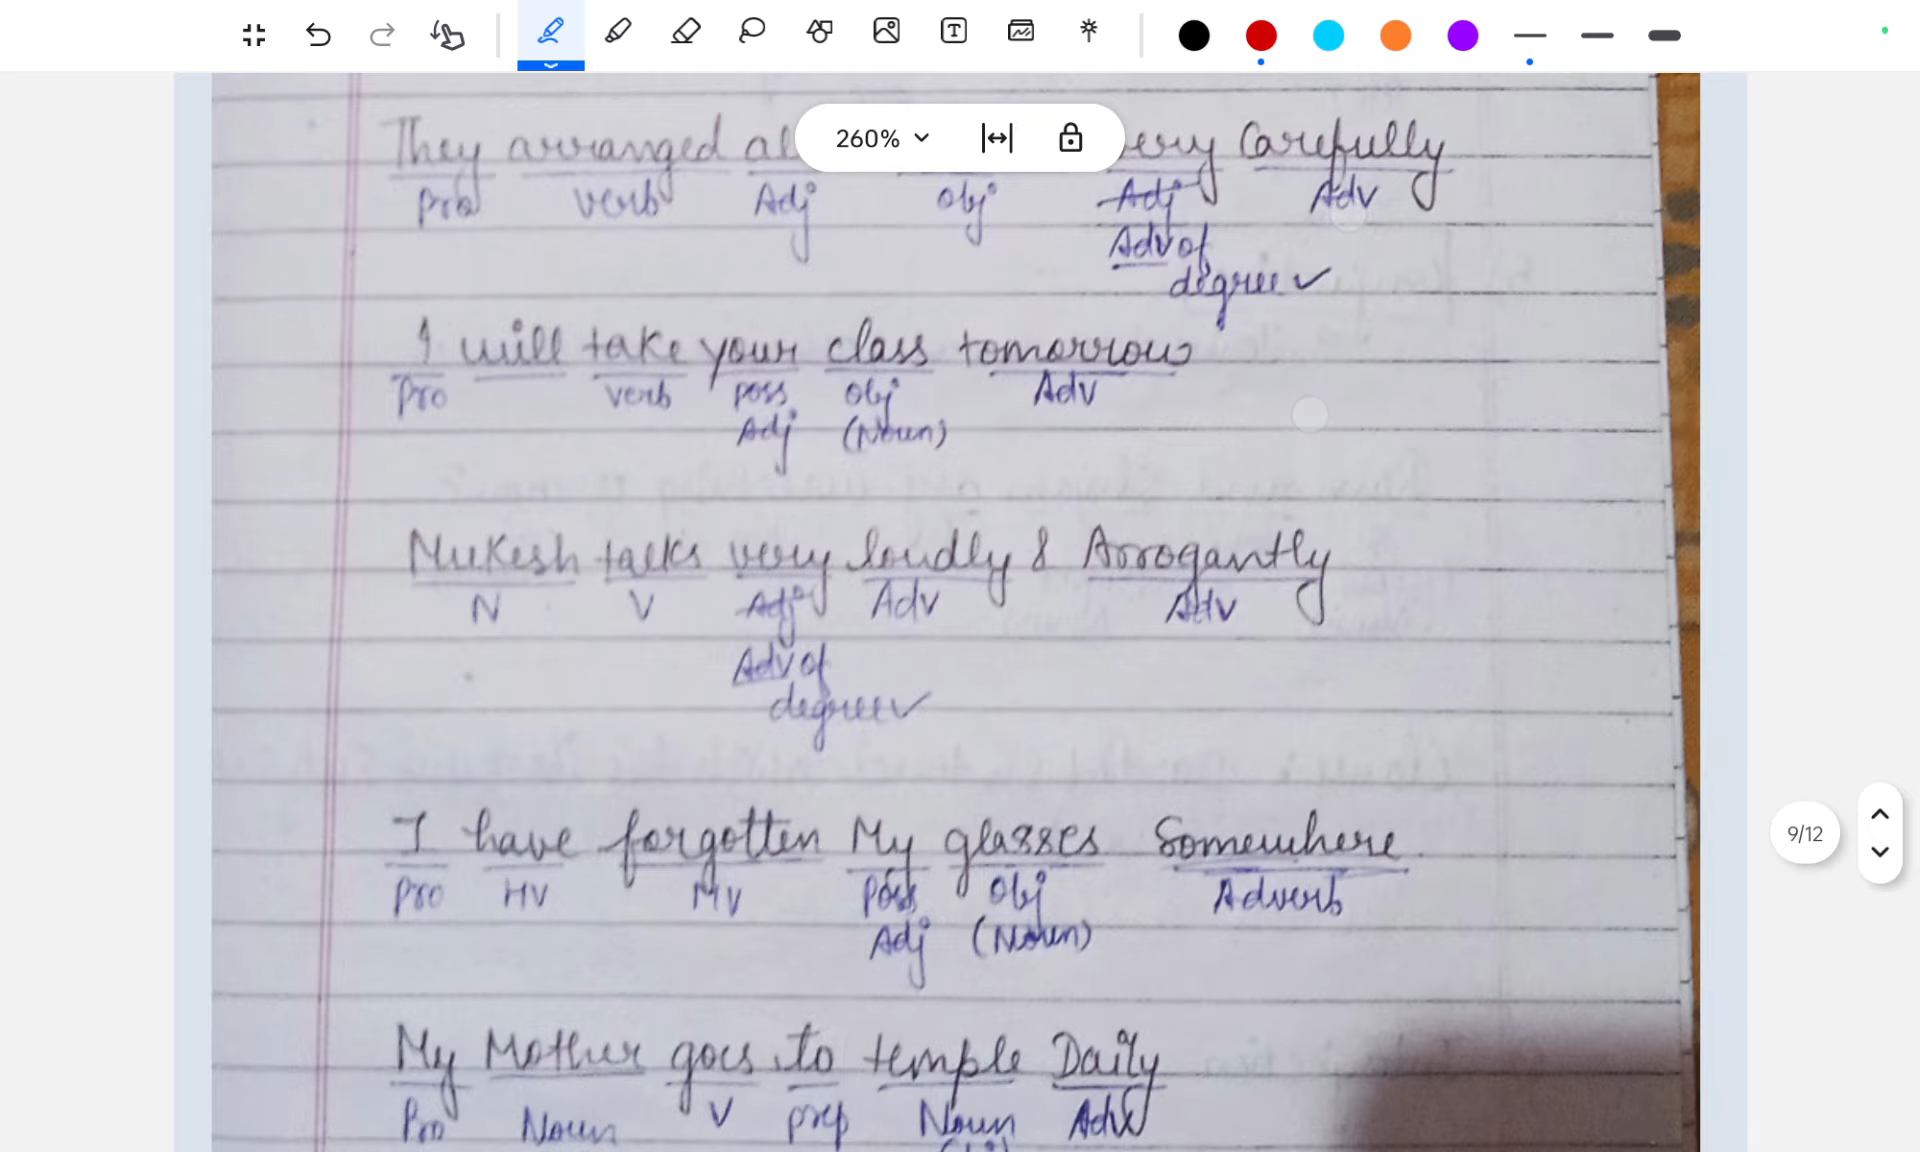 260%
They arranged al ery Carefully
Pro verb Adj Obj Adj Adv
Adv of
degree ✓
I will take your class tomorrow
Pro verb poss Obj Adv
Adj (Noun)
Mukesh talks very loudly & Arrogantly
N V Adj Adv Adv
Adv of
degree ✓
I have forgotten My glasses Somewhere
Pro HV MV Poss Obj Adverb
Adj (Noun)
9/12
My Mother goes to temple Daily
Pro Noun V prep Noun Adv